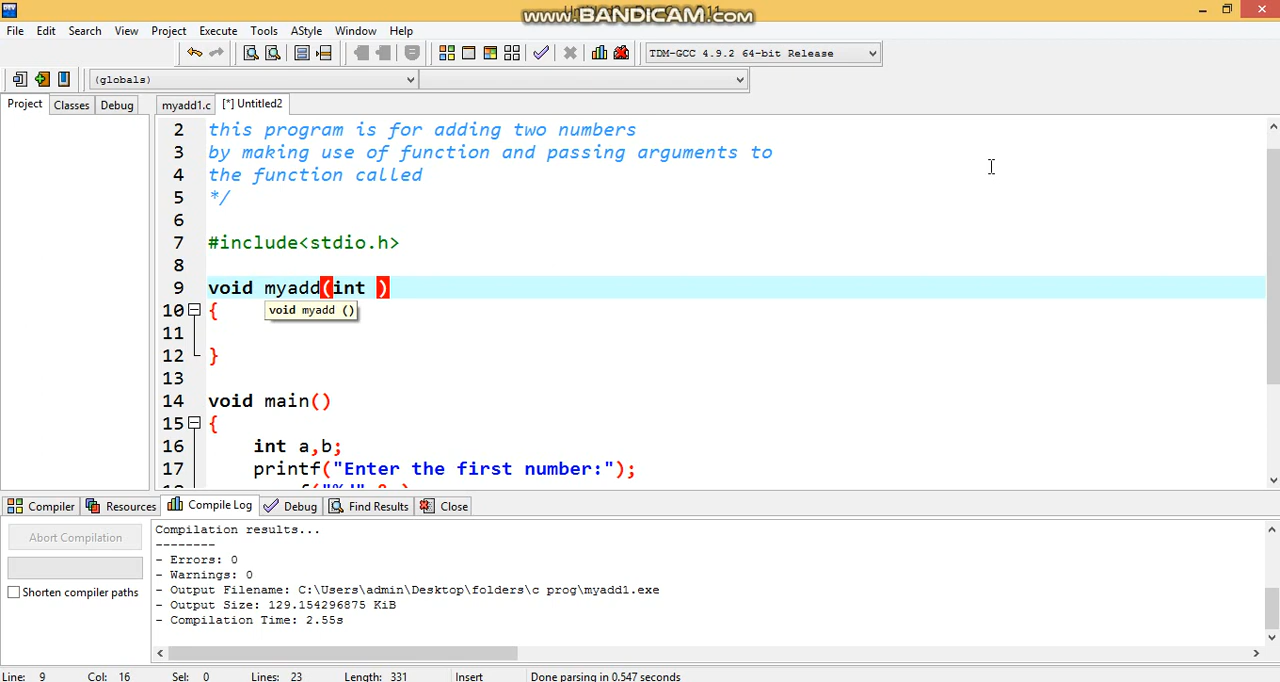 www.BANDICAM.com
File Edit Search View Project Execute Tools AStyle Window Help
TDM-GCC 4.9.2 64-bit Release
(globals)
Project Classes Debug myadd1.c [*] Untitled2
2 this program is for adding two numbers
3 by making use of function and passing arguments to
4 the function called
5 */
6
7 #include<stdio.h>
8
9 void myadd(int )
10 {
void myadd ()
11
12 }
13
14 void main()
15 {
16 int a,b;
17 printf("Enter the first number:");
Compiler Resources Compile Log Debug Find Results Close
Abort Compilation
Shorten compiler paths
Compilation results...
--------
- Errors: 0
- Warnings: 0
- Output Filename: C:\Users\admin\Desktop\folders\c prog\myadd1.exe
- Output Size: 129.154296875 KiB
- Compilation Time: 2.55s
Line: 9 Col: 16 Sel: 0 Lines: 23 Length: 331 Insert Done parsing in 0.547 seconds